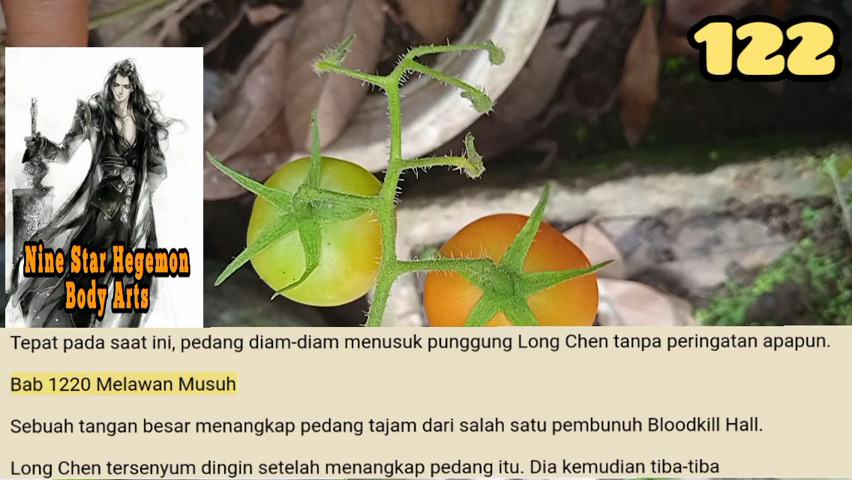 122
Nine Star Hegemon
Body Arts
Tepat pada saat ini, pedang diam-diam menusuk punggung Long Chen tanpa peringatan apapun.
Bab 1220 Melawan Musuh
Sebuah tangan besar menangkap pedang tajam dari salah satu pembunuh Bloodkill Hall.
Long Chen tersenyum dingin setelah menangkap pedang itu. Dia kemudian tiba-tiba